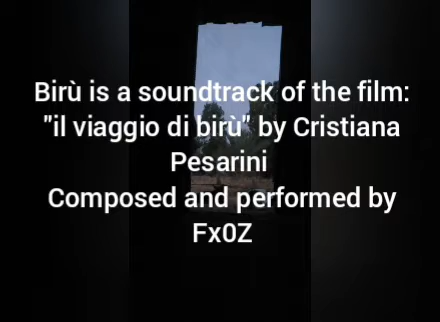 Birù is a soundtrack of the film:
"il viaggio di birù" by Cristiana
Pesarini
Composed and performed by
Fx0Z